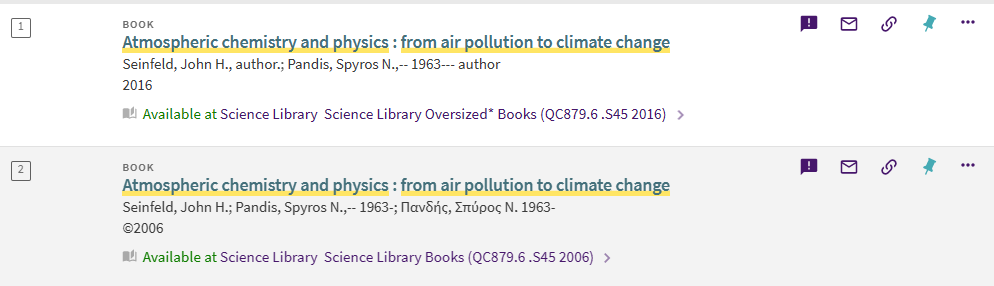 1
BOOK
Atmospheric chemistry and physics : from air pollution to climate change
Seinfeld, John H., author.; Pandis, Spyros N.,-- 1963--- author
2016
Available at Science Library Science Library Oversized* Books (QC879.6 .S45 2016)
2
BOOK
Atmospheric chemistry and physics : from air pollution to climate change
Seinfeld, John H.; Pandis, Spyros N.,-- 1963-; Πανδής, Σπύρος Ν. 1963-
©2006
Available at Science Library Science Library Books (QC879.6 .S45 2006)